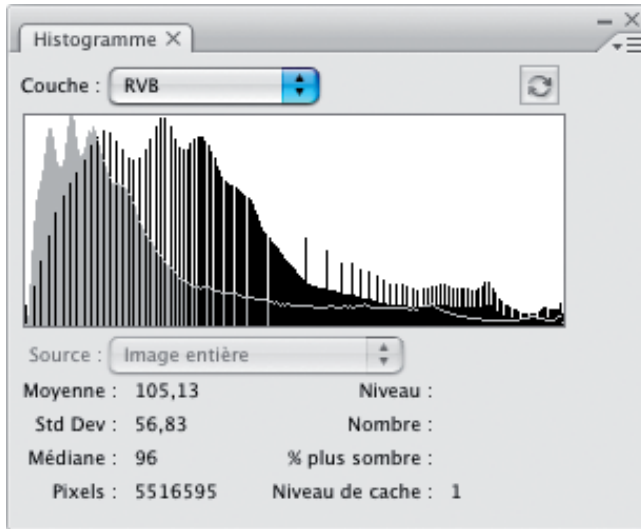 Histogramme ×
Couche : RVB
Source : Image entière
Moyenne : 105,13 Niveau :
Std Dev : 56,83 Nombre :
Médiane : 96 % plus sombre :
Pixels : 5516595 Niveau de cache : 1